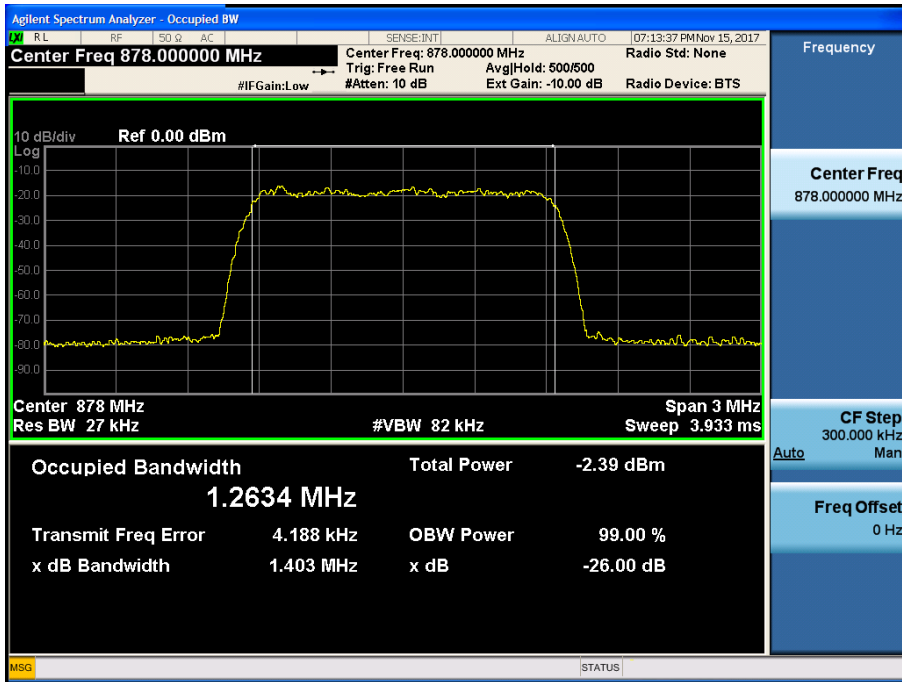 Agilent Spectrum Analyzer - Occupied BW
LXI RL RF 50 Ω AC SENSE:INT ALIGN AUTO 07:13:37 PM Nov 15, 2017
Center Freq 878.000000 MHz Center Freq: 878.000000 MHz Radio Std: None
Trig: Free Run Avg|Hold: 500/500
#IFGain:Low #Atten: 10 dB Ext Gain: -10.00 dB Radio Device: BTS
10 dB/div Ref 0.00 dBm
Log
-10.0
-20.0
-30.0
-40.0
-50.0
-60.0
-70.0
-80.0
-90.0
Center 878 MHz Span 3 MHz
Res BW 27 kHz #VBW 82 kHz Sweep 3.933 ms
Occupied Bandwidth Total Power -2.39 dBm
1.2634 MHz
Transmit Freq Error 4.188 kHz OBW Power 99.00 %
x dB Bandwidth 1.403 MHz x dB -26.00 dB
MSG STATUS
Frequency
Center Freq
878.000000 MHz
CF Step
300.000 kHz
Auto Man
Freq Offset
0 Hz